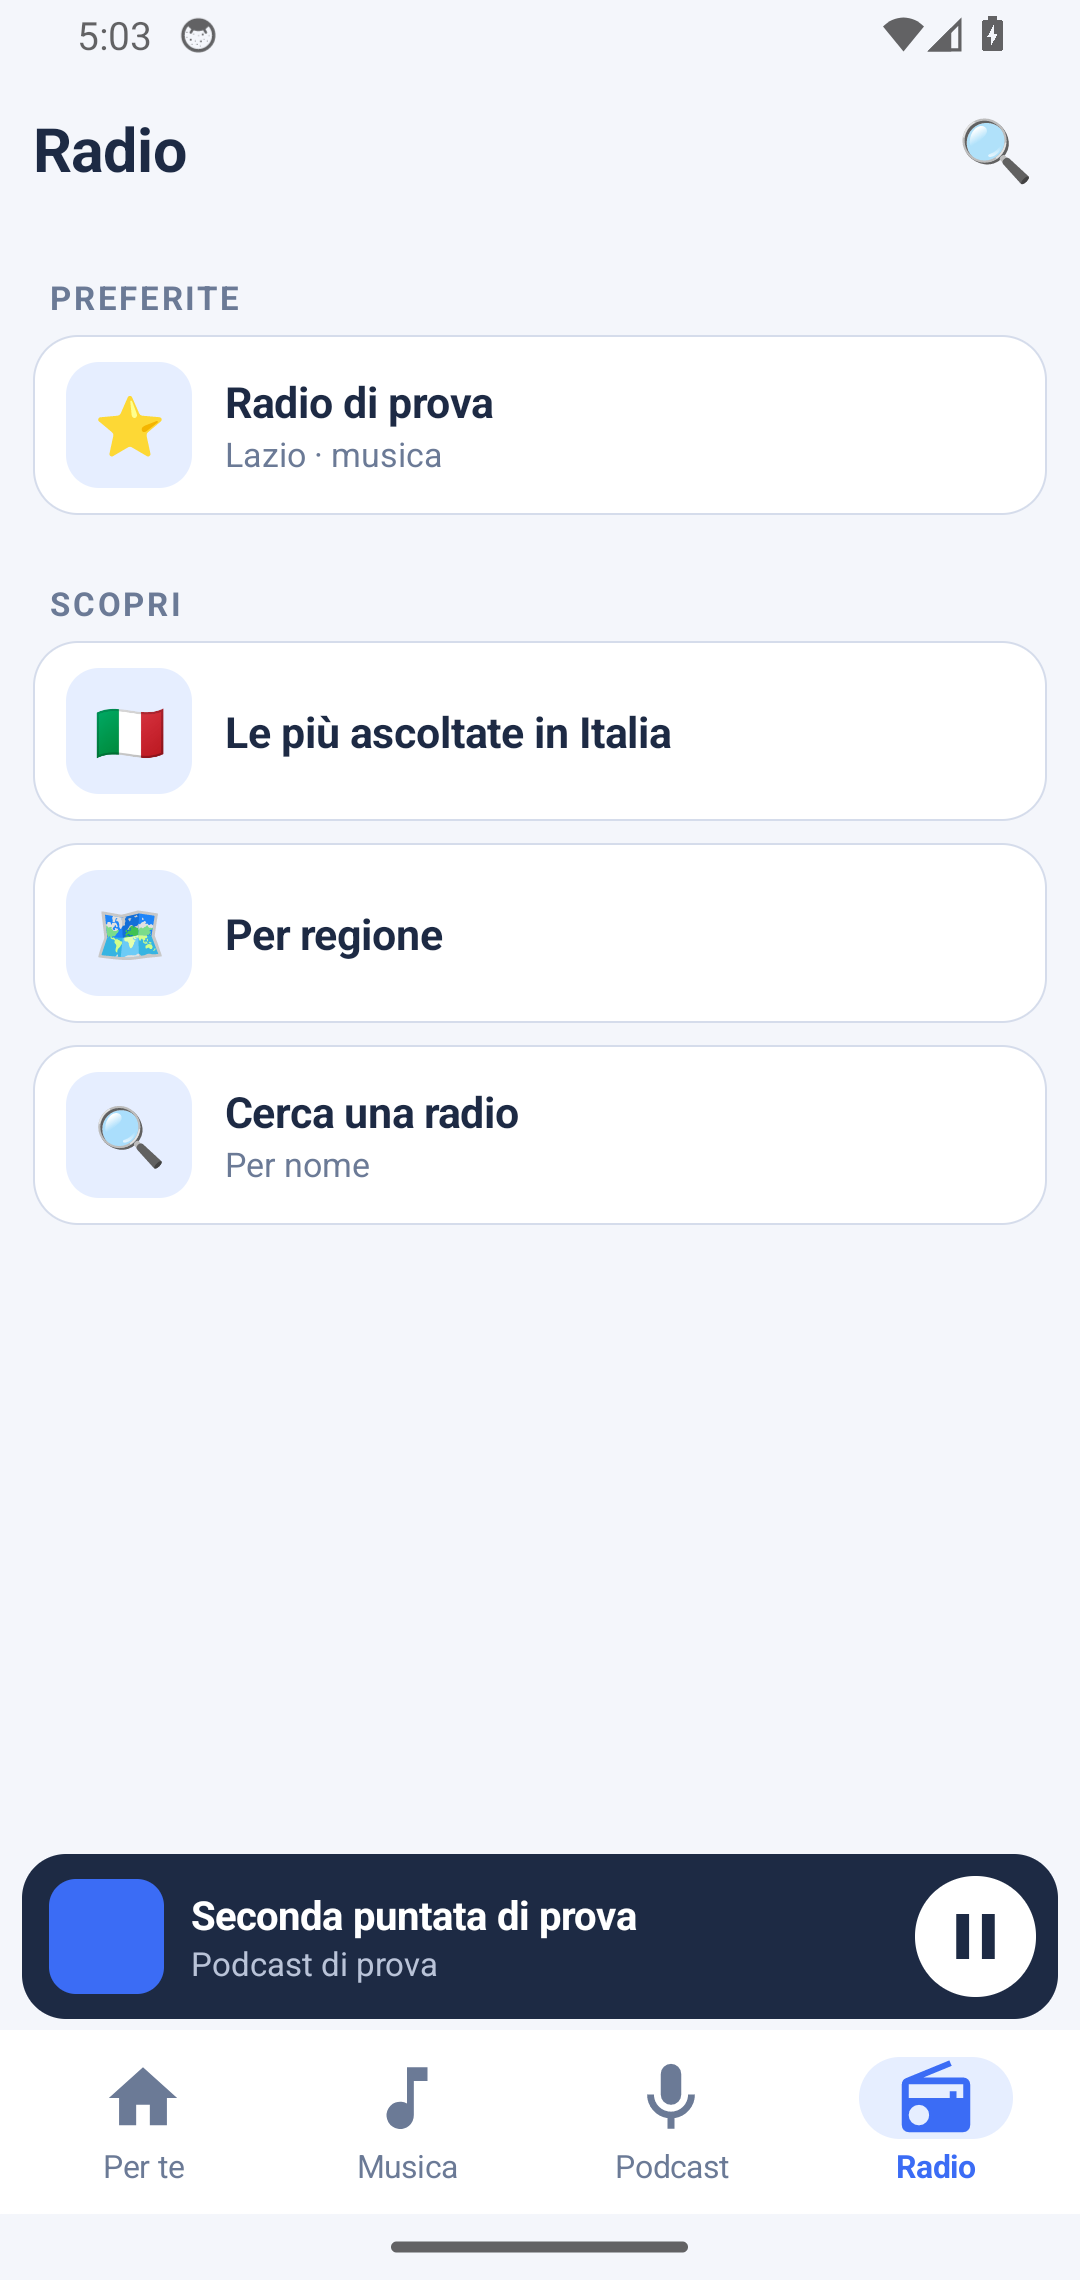 5:03
Radio
PREFERITE
Radio di prova
Lazio · musica
SCOPRI
Le più ascoltate in Italia
Per regione
Cerca una radio
Per nome
Seconda puntata di prova
Podcast di prova
Per te
Musica
Podcast
Radio